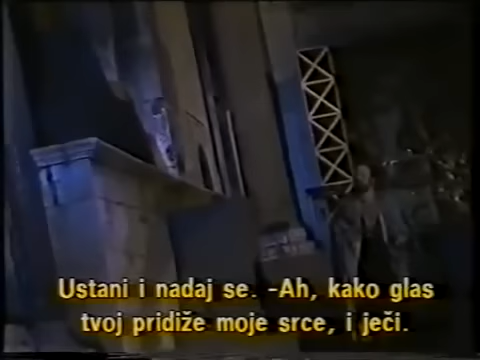 Ustani i nadaj se. -Ah, kako glas
tvoj pridiže moje srce, i ječi.